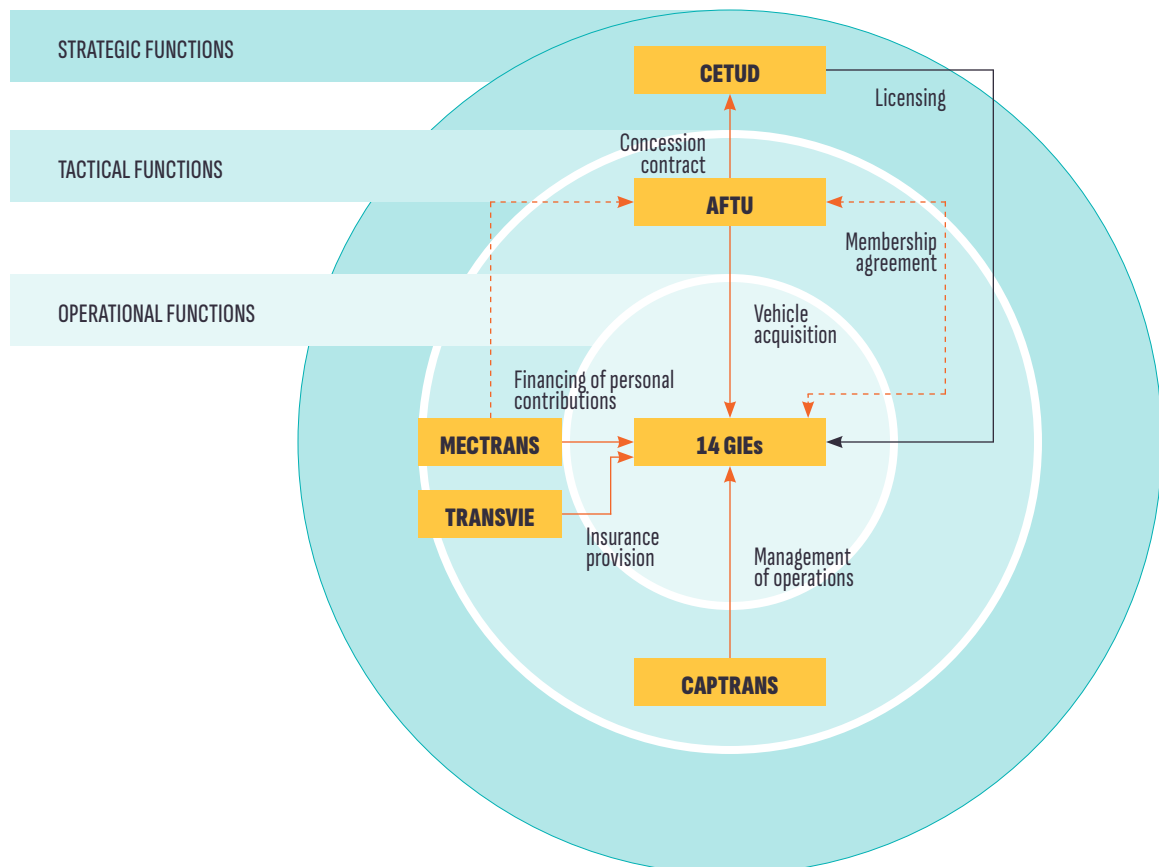 STRATEGIC FUNCTIONS
CETUD
Licensing
Concession
contract
TACTICAL FUNCTIONS
AFTU
Membership
agreement
OPERATIONAL FUNCTIONS
Vehicle
acquisition
Financing of personal
contributions
MECTRANS
14 GIEs
TRANSVIE
Insurance
provision
Management
of operations
CAPTRANS